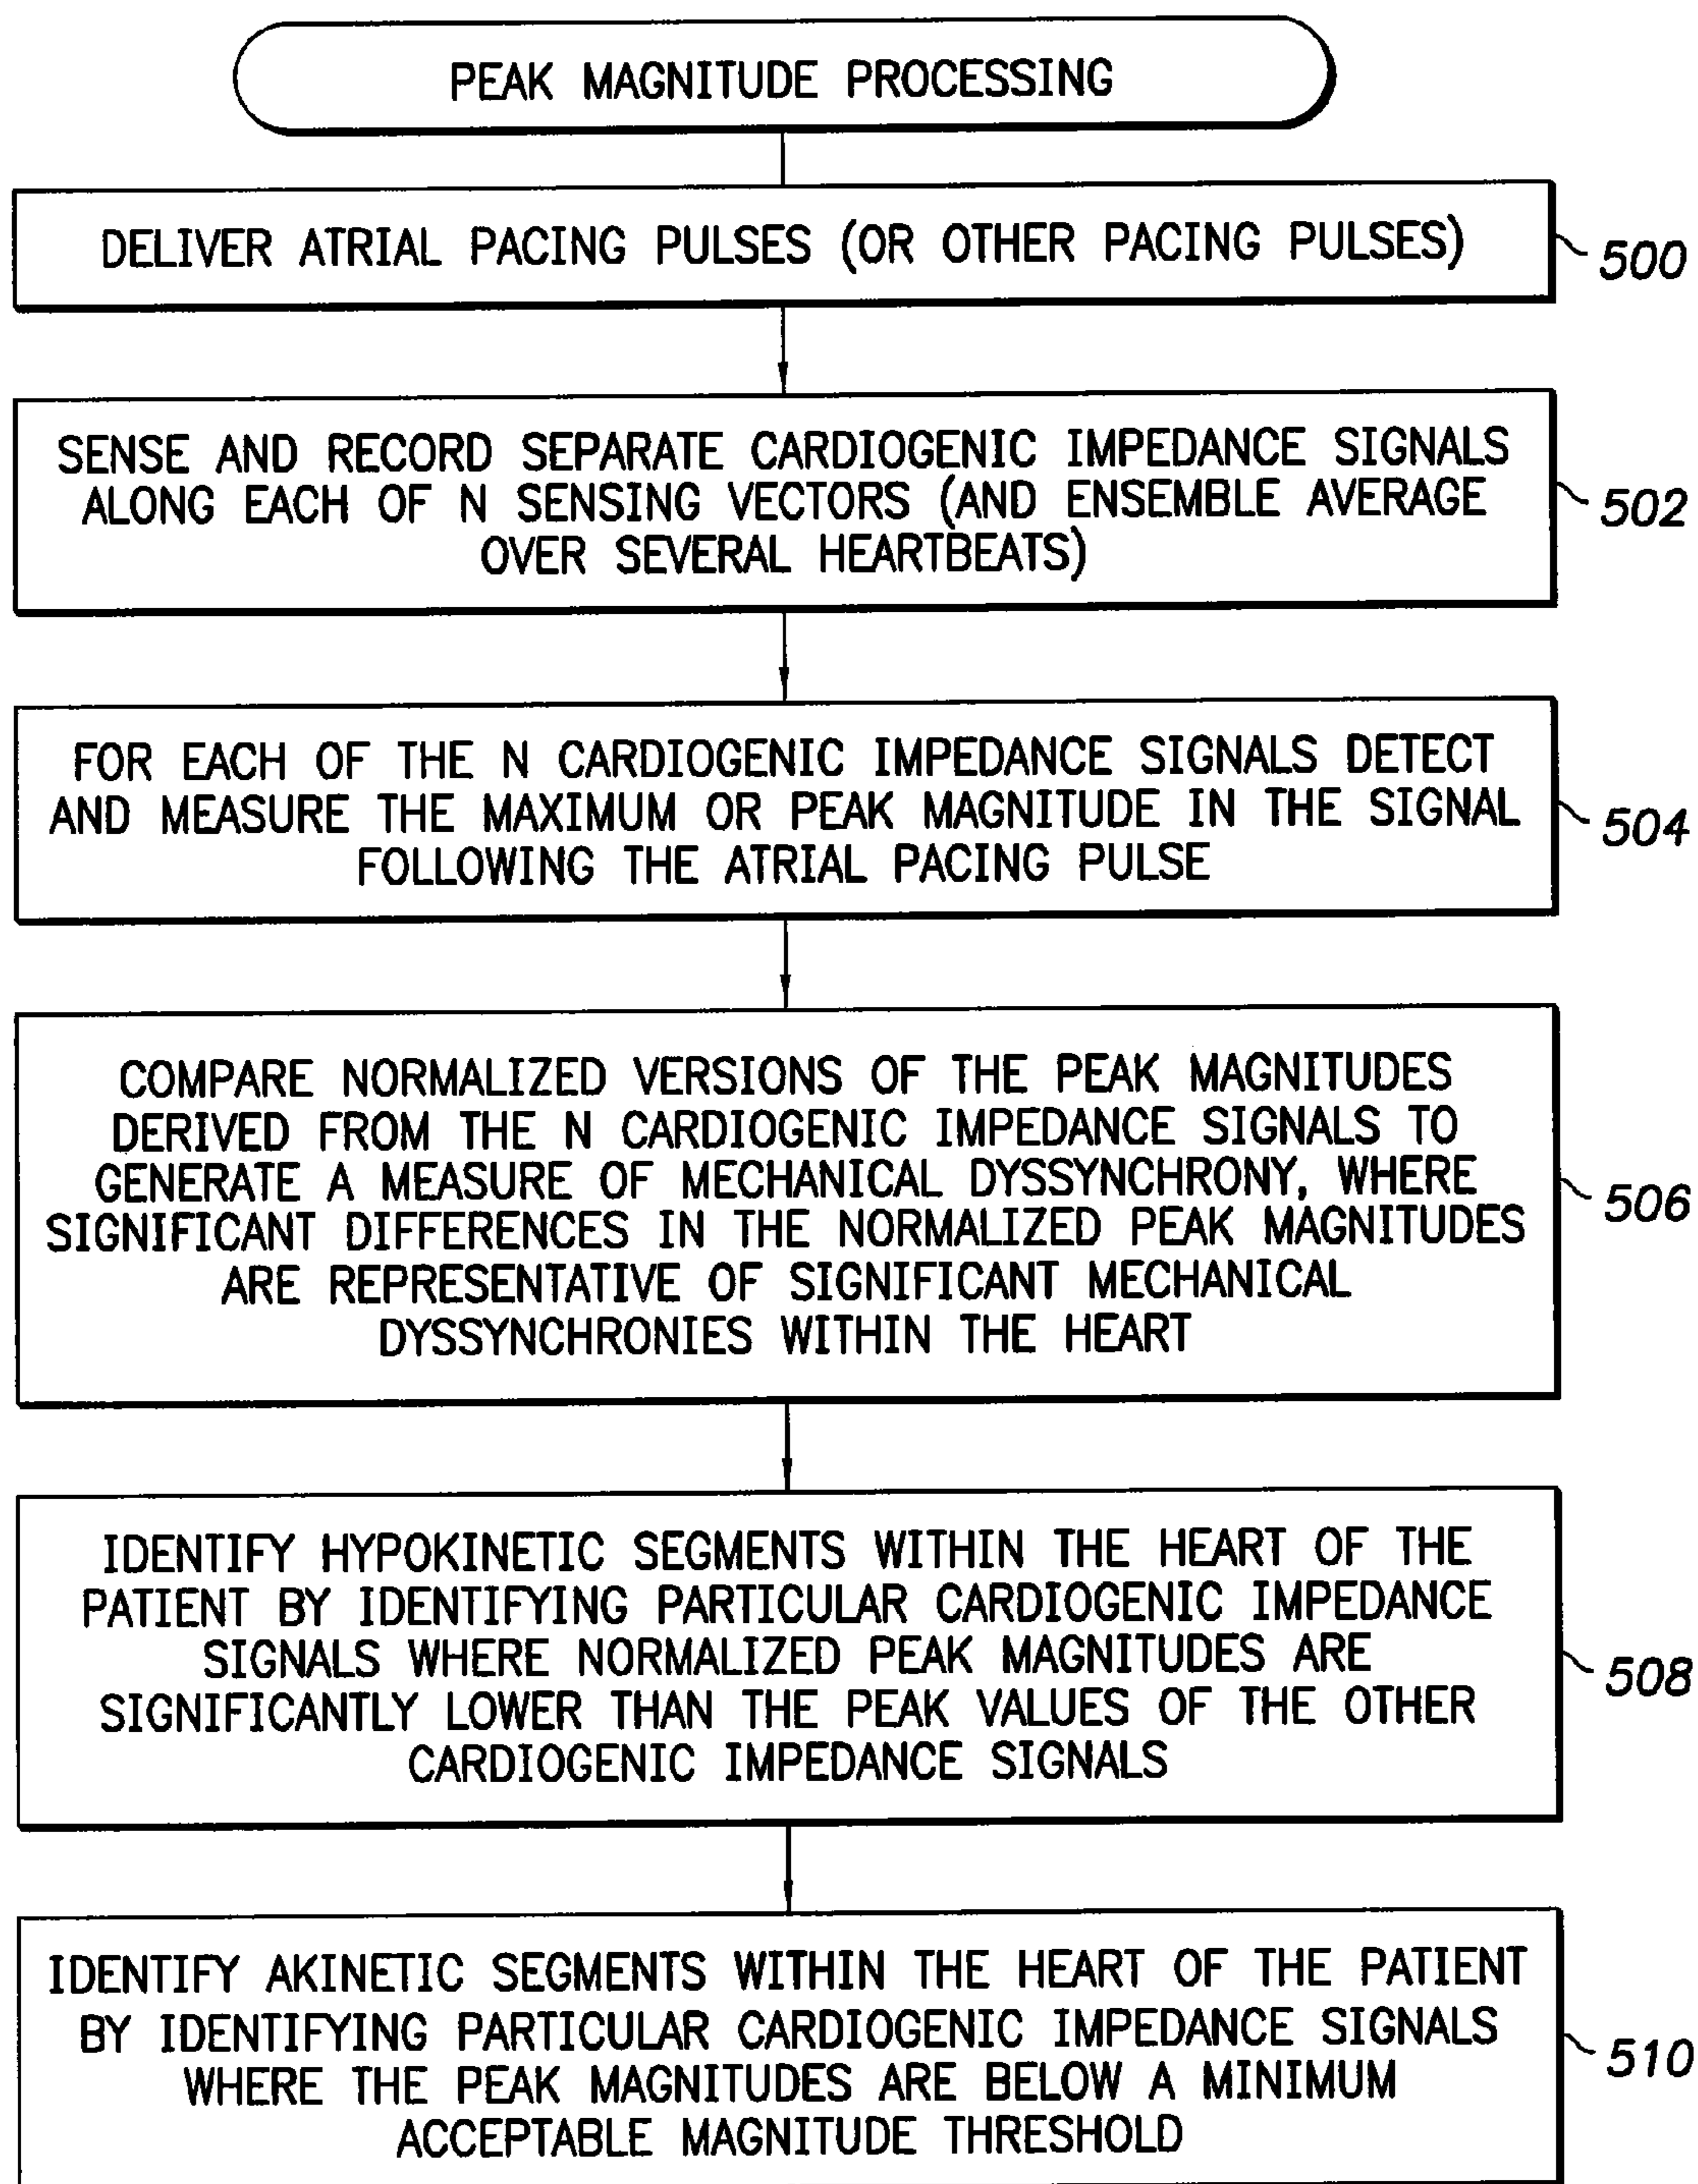 PEAK MAGNITUDE PROCESSING
DELIVER ATRIAL PACING PULSES (OR OTHER PACING PULSES)
500
SENSE AND RECORD SEPARATE CARDIOGENIC IMPEDANCE SIGNALS
ALONG EACH OF N SENSING VECTORS (AND ENSEMBLE AVERAGE
OVER SEVERAL HEARTBEATS)
502
FOR EACH OF THE N CARDIOGENIC IMPEDANCE SIGNALS DETECT
AND MEASURE THE MAXIMUM OR PEAK MAGNITUDE IN THE SIGNAL
FOLLOWING THE ATRIAL PACING PULSE
504
COMPARE NORMALIZED VERSIONS OF THE PEAK MAGNITUDES
DERIVED FROM THE N CARDIOGENIC IMPEDANCE SIGNALS TO
GENERATE A MEASURE OF MECHANICAL DYSSYNCHRONY, WHERE
SIGNIFICANT DIFFERENCES IN THE NORMALIZED PEAK MAGNITUDES
ARE REPRESENTATIVE OF SIGNIFICANT MECHANICAL
DYSSYNCHRONIES WITHIN THE HEART
506
IDENTIFY HYPOKINETIC SEGMENTS WITHIN THE HEART OF THE
PATIENT BY IDENTIFYING PARTICULAR CARDIOGENIC IMPEDANCE
SIGNALS WHERE NORMALIZED PEAK MAGNITUDES ARE
SIGNIFICANTLY LOWER THAN THE PEAK VALUES OF THE OTHER
CARDIOGENIC IMPEDANCE SIGNALS
508
IDENTIFY AKINETIC SEGMENTS WITHIN THE HEART OF THE PATIENT
BY IDENTIFYING PARTICULAR CARDIOGENIC IMPEDANCE SIGNALS
WHERE THE PEAK MAGNITUDES ARE BELOW A MINIMUM
ACCEPTABLE MAGNITUDE THRESHOLD
510